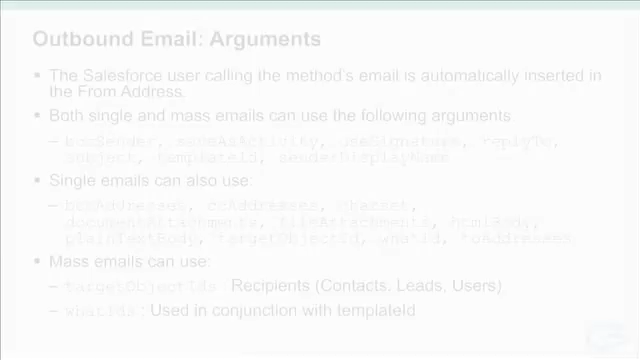 Outbound Email: Arguments
▪ The Salesforce user calling the method's email is automatically inserted in
the From Address.
▪ Both single and mass emails can use the following arguments
– bccSender, saveAsActivity, useSignature, replyTo,
subject, templateId, senderDisplayName
▪ Single emails can also use:
– bccAddresses, ccAddresses, charset,
documentAttachments, fileAttachments, htmlBody,
plainTextBody, targetObjectId, whatId, toAddresses
▪ Mass emails can use:
– targetObjectIds : Recipients (Contacts, Leads, Users)
– whatIds : Used in conjunction with templateId